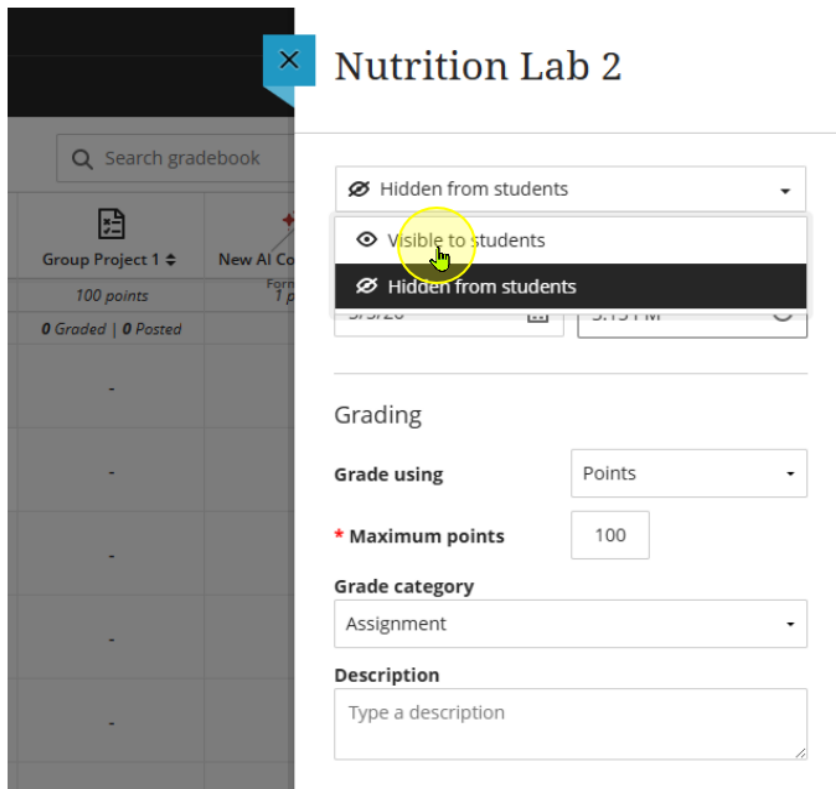 Nutrition Lab 2
Search gradebook
Hidden from students
Visible to students
Hidden from students
Group Project 1
New AI Co
100 points
Form
1 p
0 Graded | 0 Posted
-
-
-
-
-
Grading
Grade using
Points
* Maximum points
100
Grade category
Assignment
Description
Type a description